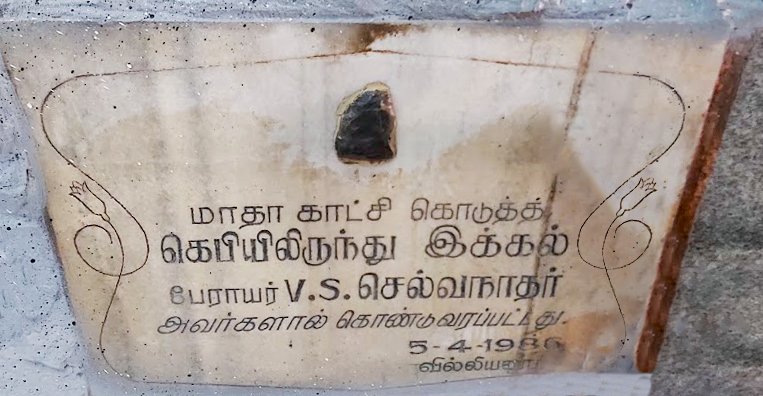 மாதா காட்சி கொடுத்த
கெபியிலிருந்து இக்கல்
பேராயர் V.S. செல்வநாதர்
அவர்களால் கொண்டுவரப்பட்டது.
5-4-1986